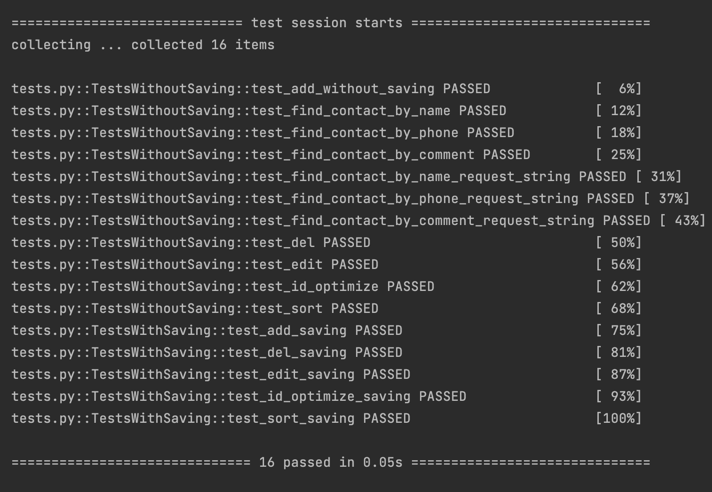 ============================= test session starts ==============================
collecting ... collected 16 items
tests.py::TestsWithoutSaving::test_add_without_saving PASSED             [  6%]
tests.py::TestsWithoutSaving::test_find_contact_by_name PASSED           [ 12%]
tests.py::TestsWithoutSaving::test_find_contact_by_phone PASSED          [ 18%]
tests.py::TestsWithoutSaving::test_find_contact_by_comment PASSED        [ 25%]
tests.py::TestsWithoutSaving::test_find_contact_by_name_request_string PASSED [ 31%]
tests.py::TestsWithoutSaving::test_find_contact_by_phone_request_string PASSED [ 37%]
tests.py::TestsWithoutSaving::test_find_contact_by_comment_request_string PASSED [ 43%]
tests.py::TestsWithoutSaving::test_del PASSED                            [ 50%]
tests.py::TestsWithoutSaving::test_edit PASSED                           [ 56%]
tests.py::TestsWithoutSaving::test_id_optimize PASSED                    [ 62%]
tests.py::TestsWithoutSaving::test_sort PASSED                           [ 68%]
tests.py::TestsWithSaving::test_add_saving PASSED                        [ 75%]
tests.py::TestsWithSaving::test_del_saving PASSED                        [ 81%]
tests.py::TestsWithSaving::test_edit_saving PASSED                       [ 87%]
tests.py::TestsWithSaving::test_id_optimize_saving PASSED                [ 93%]
tests.py::TestsWithSaving::test_sort_saving PASSED                       [100%]
============================== 16 passed in 0.05s ==============================